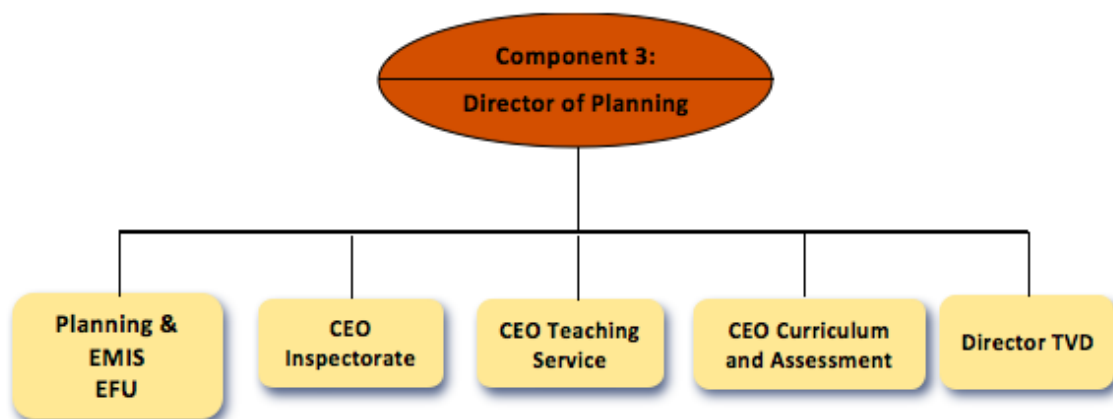 Component 3:
Director of Planning
Planning &
EMIS
EFU
CEO
Inspectorate
CEO Teaching
Service
CEO Curriculum
and Assessment
Director TVD